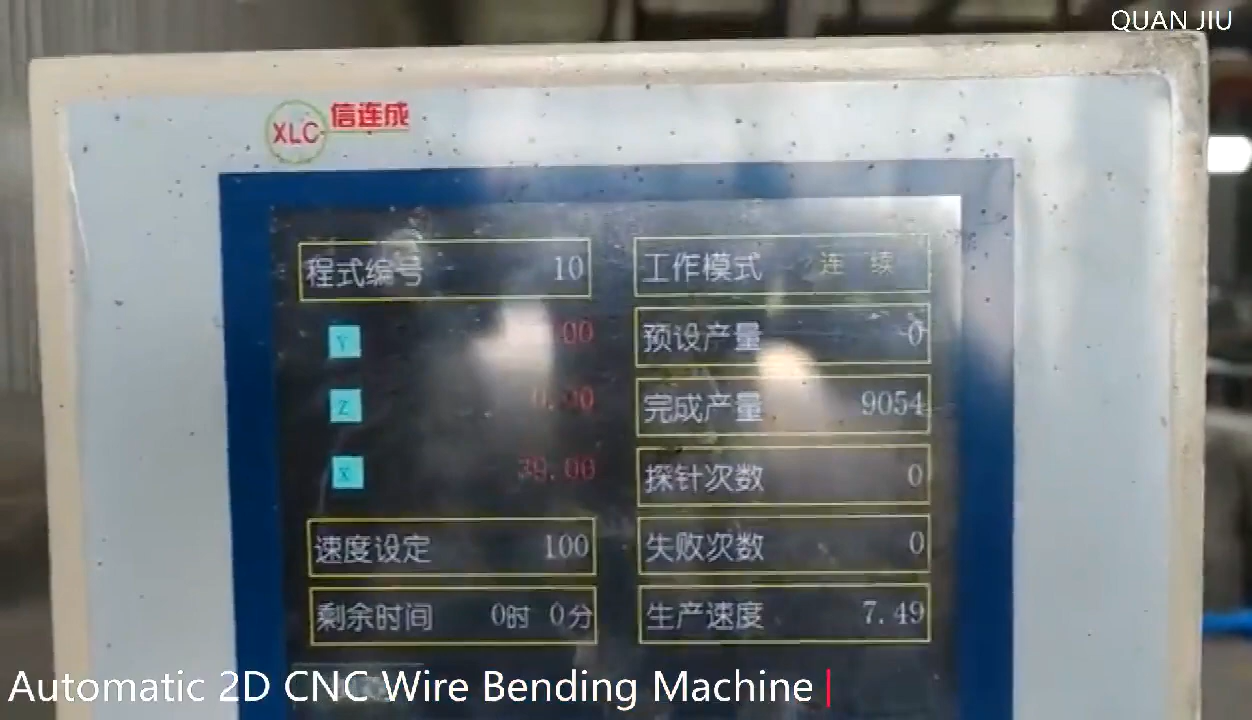 QUAN JIU
XLC 信连成
程式编号 10
工作模式 连 续
Y .00
预设产量 0
Z 0.00
完成产量 9054
X 39.00
探针次数 0
速度设定 100
失败次数 0
剩余时间 0时 0分
生产速度 7.49
Automatic 2D CNC Wire Bending Machine